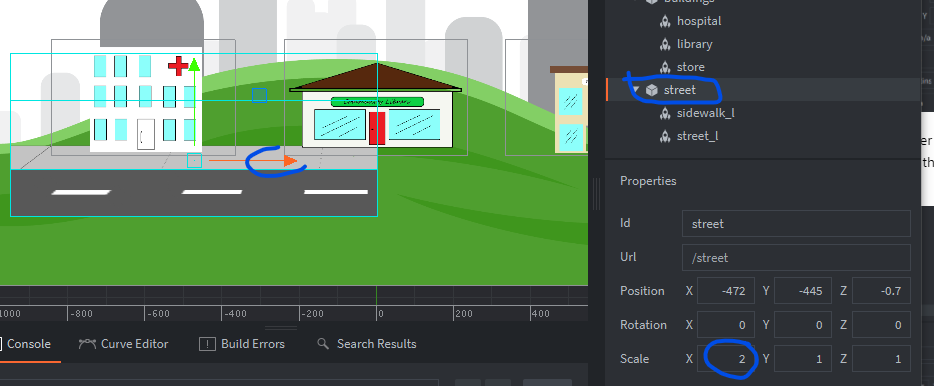 buildings
hospital
library
store
street
sidewalk_l
street_l
Community Library
Properties
Id street
Url /street
Position X -472 Y -445 Z -0.7
Rotation X 0 Y 0 Z 0
Scale X 2 Y 1 Z 1
-1000 -800 -600 -400 -200 0 200 400
Console Curve Editor Build Errors Search Results
er
th